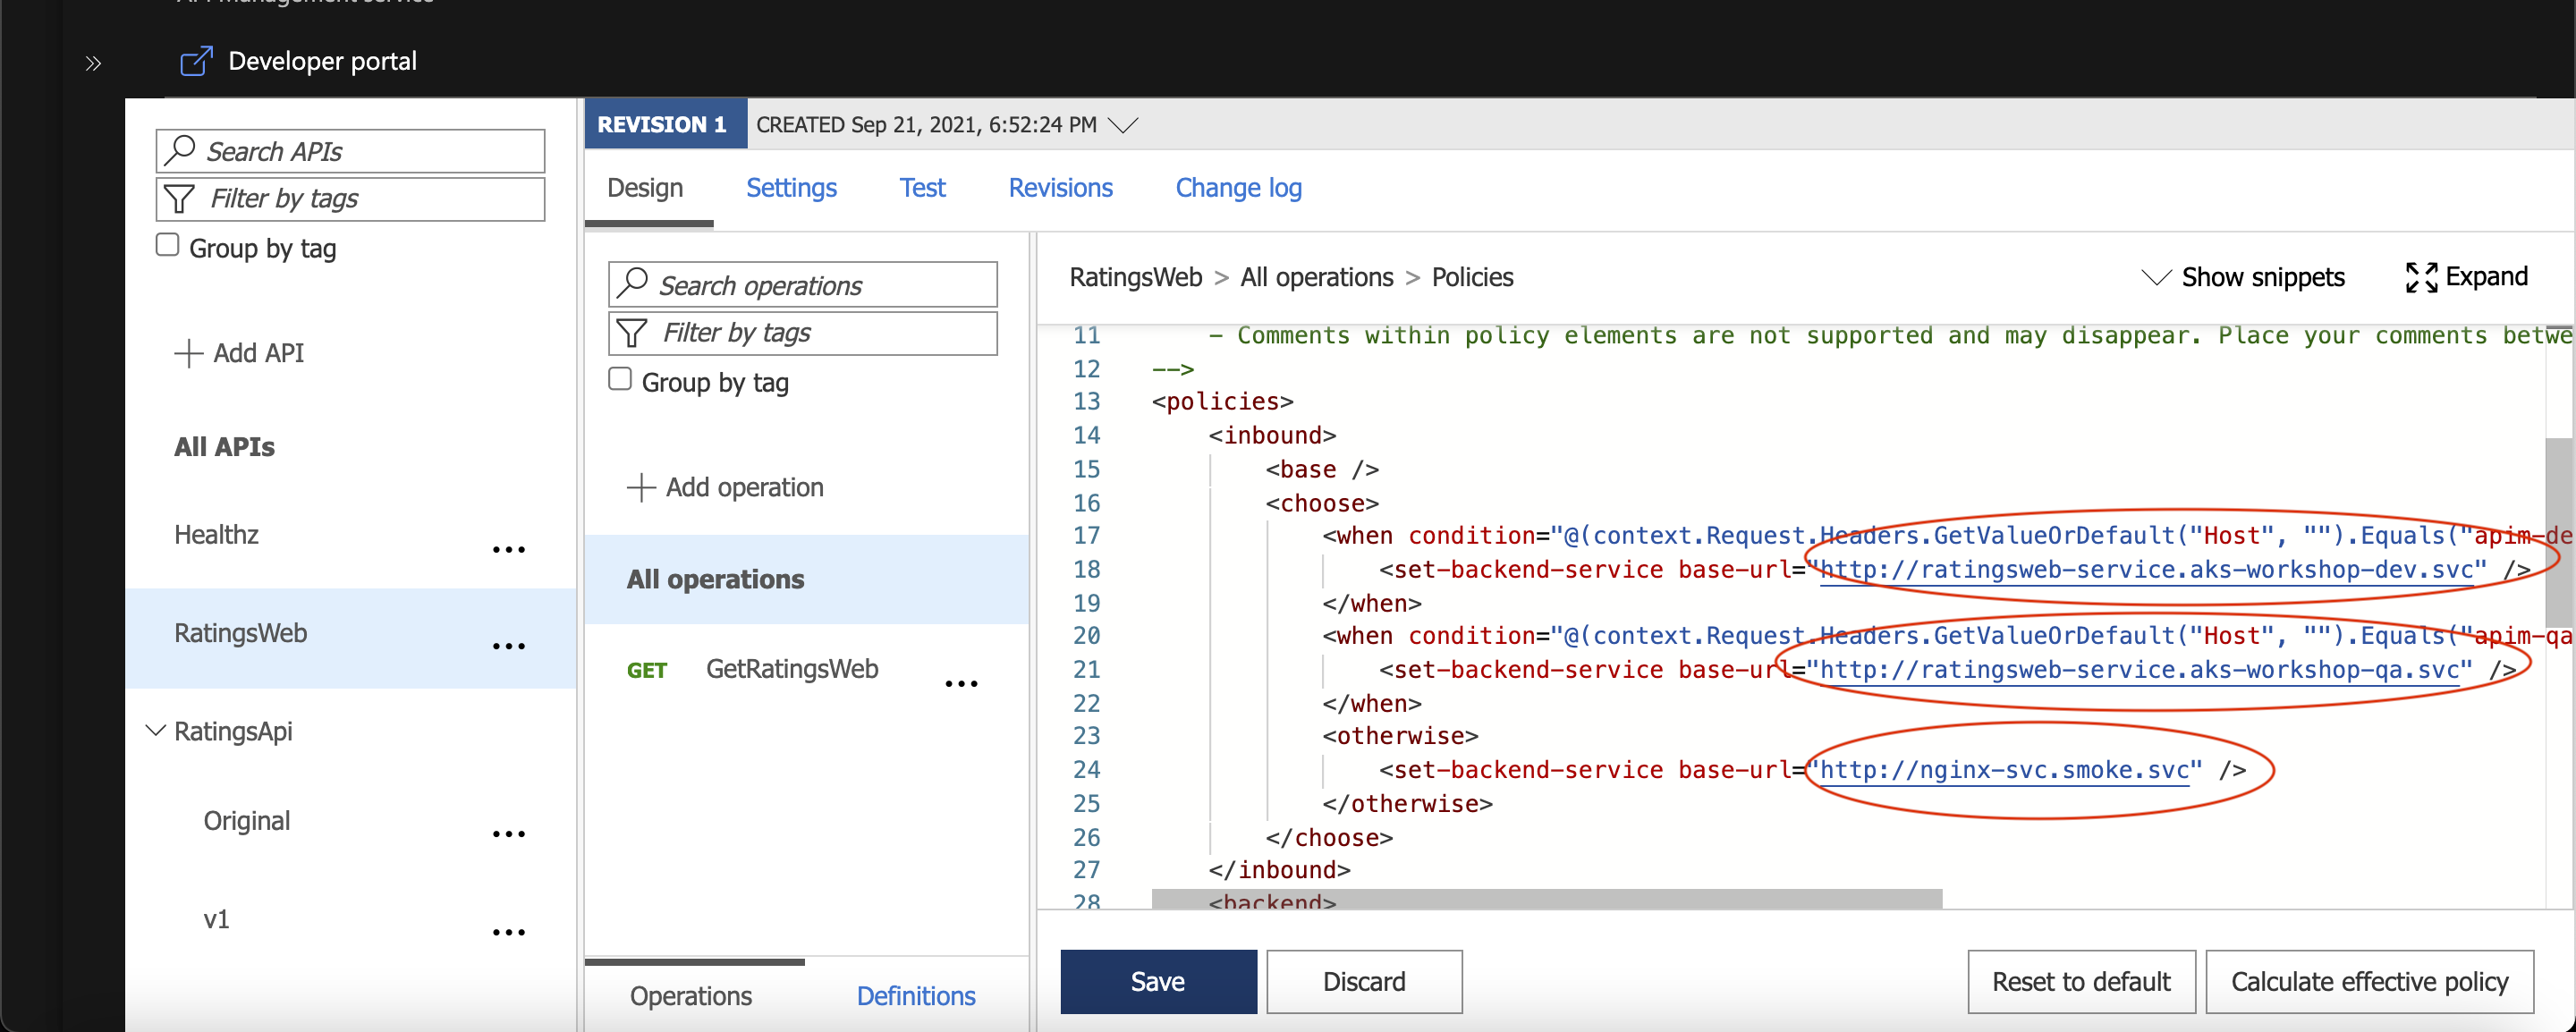 API Management service
Developer portal
Search APIs
Filter by tags
Group by tag
Add API
All APIs
Healthz
RatingsWeb
RatingsApi
Original
v1
REVISION 1 CREATED Sep 21, 2021, 6:52:24 PM
Design Settings Test Revisions Change log
Search operations
Filter by tags
Group by tag
Add operation
All operations
GET GetRatingsWeb
Operations Definitions
RatingsWeb > All operations > Policies
Show snippets Expand
11 - Comments within policy elements are not supported and may disappear. Place your comments betwe
12 -->
13 <policies>
14 <inbound>
15 <base />
16 <choose>
17 <when condition="@(context.Request.Headers.GetValueOrDefault("Host", "").Equals("apim-de
18 <set-backend-service base-url="http://ratingsweb-service.aks-workshop-dev.svc" />
19 </when>
20 <when condition="@(context.Request.Headers.GetValueOrDefault("Host", "").Equals("apim-qa
21 <set-backend-service base-url="http://ratingsweb-service.aks-workshop-qa.svc" />
22 </when>
23 <otherwise>
24 <set-backend-service base-url="http://nginx-svc.smoke.svc" />
25 </otherwise>
26 </choose>
27 </inbound>
28 <backend>
Save Discard Reset to default Calculate effective policy